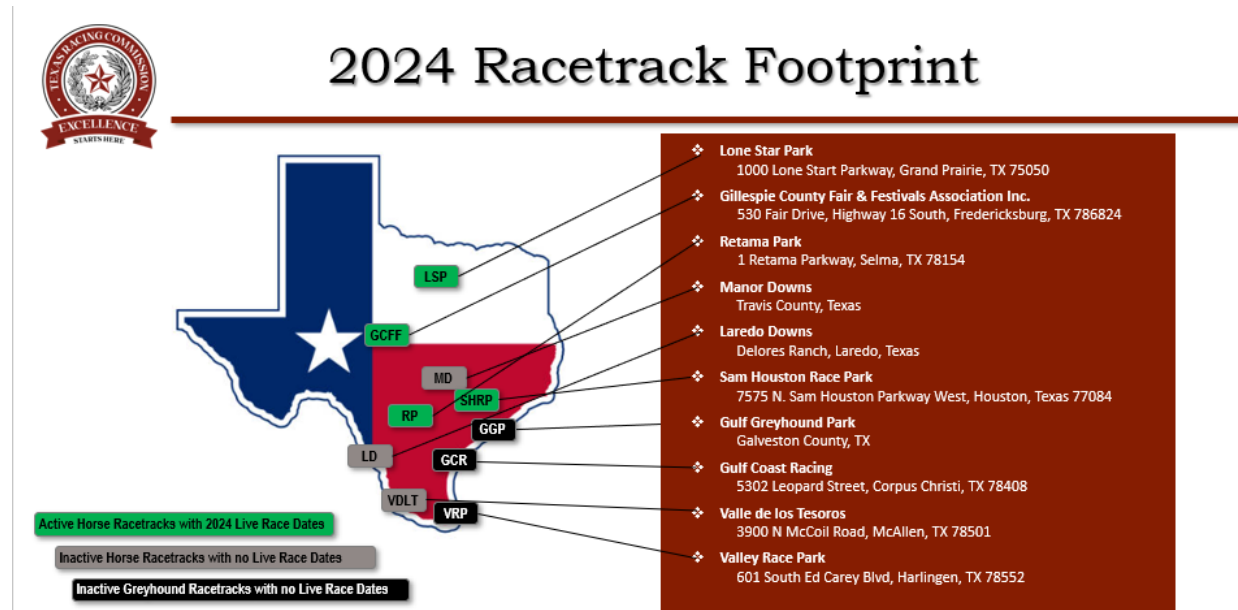 TEXAS RACING COMMISSION
EXCELLENCE
STARTS HERE
2024 Racetrack Footprint
LSP
GCFF
MD
SHRP
RP
GGP
LD
GCR
VDLT
VRP
Active Horse Racetracks with 2024 Live Race Dates
Inactive Horse Racetracks with no Live Race Dates
Inactive Greyhound Racetracks with no Live Race Dates
❖ Lone Star Park
1000 Lone Start Parkway, Grand Prairie, TX 75050
❖ Gillespie County Fair & Festivals Association Inc.
530 Fair Drive, Highway 16 South, Fredericksburg, TX 786824
❖ Retama Park
1 Retama Parkway, Selma, TX 78154
❖ Manor Downs
Travis County, Texas
❖ Laredo Downs
Delores Ranch, Laredo, Texas
❖ Sam Houston Race Park
7575 N. Sam Houston Parkway West, Houston, Texas 77084
❖ Gulf Greyhound Park
Galveston County, TX
❖ Gulf Coast Racing
5302 Leopard Street, Corpus Christi, TX 78408
❖ Valle de los Tesoros
3900 N McCoil Road, McAllen, TX 78501
❖ Valley Race Park
601 South Ed Carey Blvd, Harlingen, TX 78552